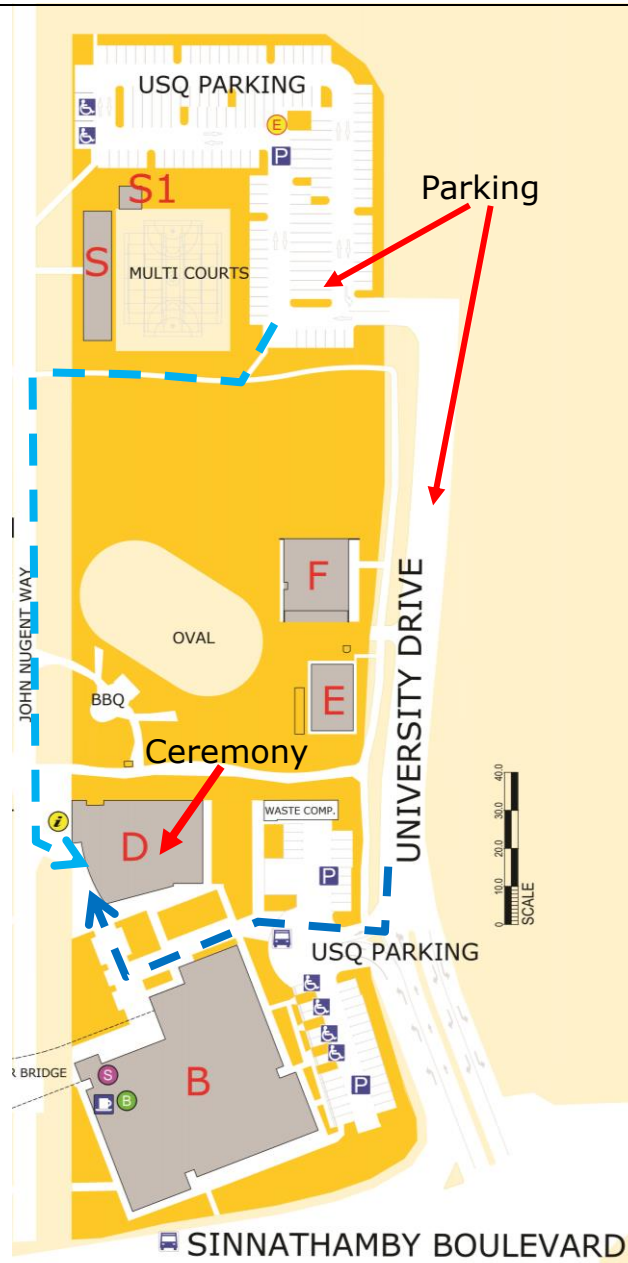 USQ PARKING
E
P
S1
Parking
S
MULTI COURTS
F
JOHN NUGENT WAY
OVAL
UNIVERSITY DRIVE
E
BBQ
Ceremony
40.0
30.0
20.0
10.0
0
SCALE
i
WASTE COMP.
D
P
USQ PARKING
R BRIDGE
S
B
B
P
SINNATHAMBY BOULEVARD